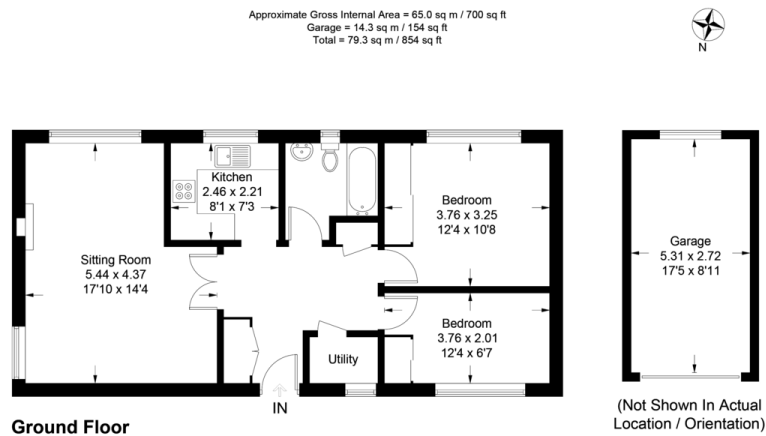 Approximate Gross Internal Area = 65.0 sq m / 700 sq ft
Garage = 14.3 sq m / 154 sq ft
Total = 79.3 sq m / 854 sq ft
N
Kitchen
2.46 x 2.21
8'1 x 7'3
Bedroom
3.76 x 3.25
12'4 x 10'8
Sitting Room
5.44 x 4.37
17'10 x 14'4
Garage
5.31 x 2.72
17'5 x 8'11
Bedroom
3.76 x 2.01
12'4 x 6'7
Utility
IN
Ground Floor
(Not Shown In Actual
Location / Orientation)